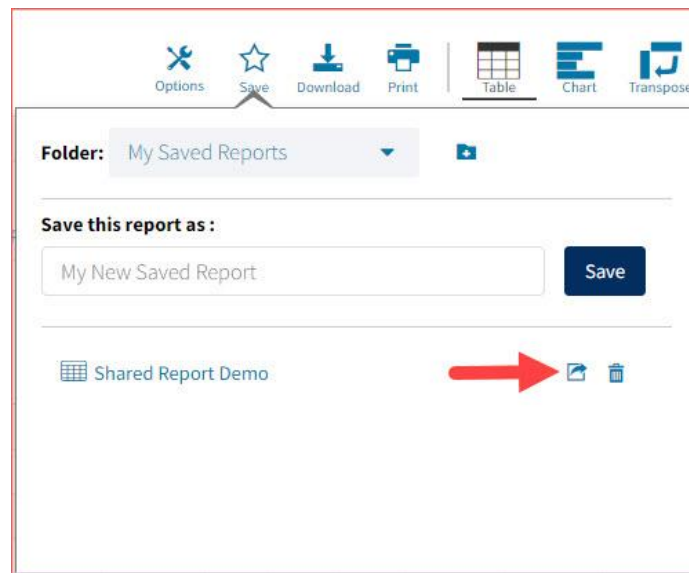 Options Save Download Print Table Chart Transpose
Folder: My Saved Reports
Save this report as :
My New Saved Report Save
Shared Report Demo